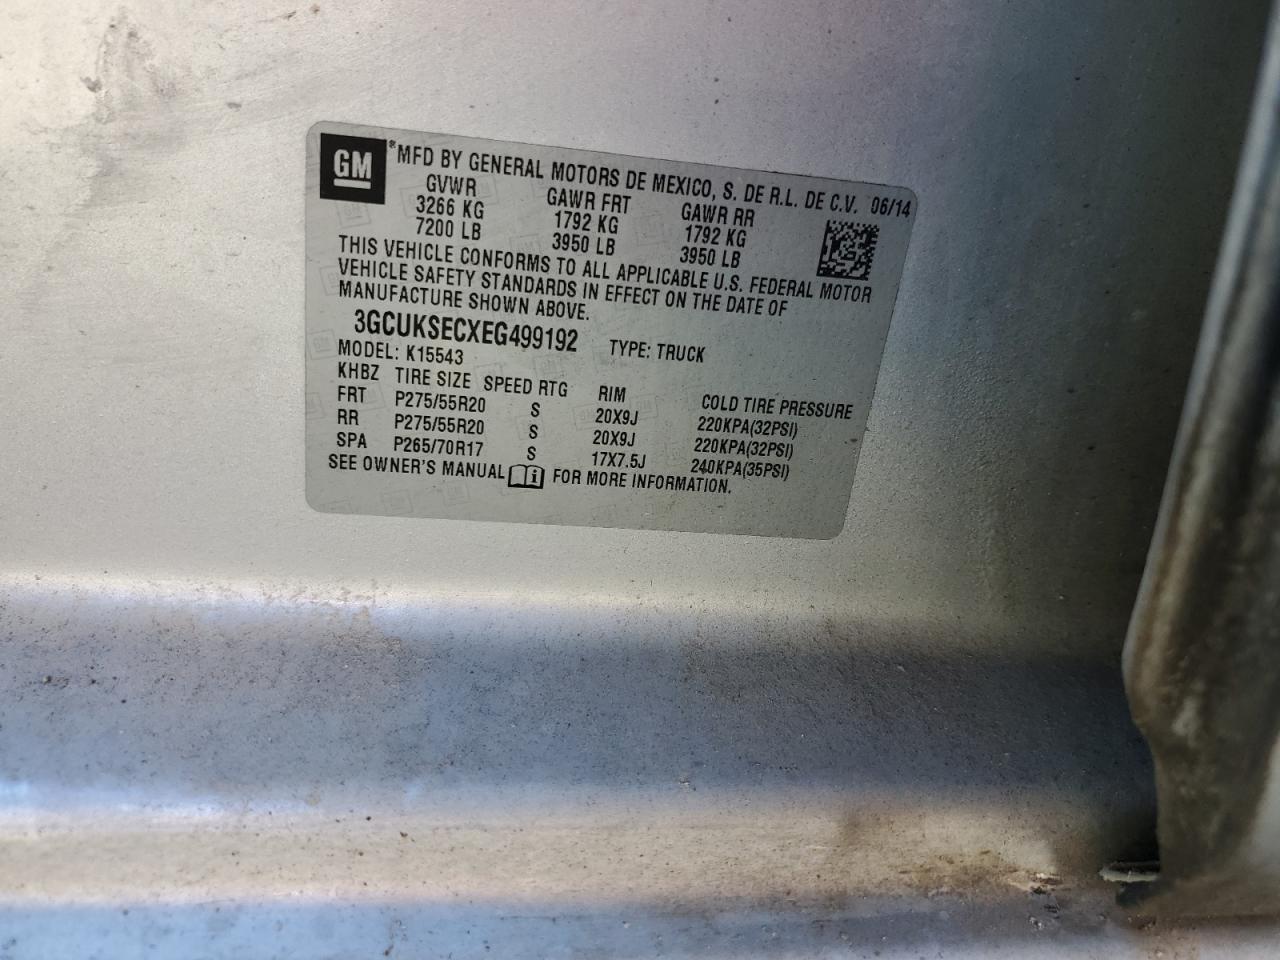 GM
® MFD BY GENERAL MOTORS DE MEXICO, S. DE R.L. DE C.V. 06/14
GVWR GAWR FRT GAWR RR
3266 KG 1792 KG 1792 KG
7200 LB 3950 LB 3950 LB
THIS VEHICLE CONFORMS TO ALL APPLICABLE U.S. FEDERAL MOTOR
VEHICLE SAFETY STANDARDS IN EFFECT ON THE DATE OF
MANUFACTURE SHOWN ABOVE.
3GCUKSECXEG499192 TYPE: TRUCK
MODEL: K15543
KHBZ TIRE SIZE SPEED RTG RIM COLD TIRE PRESSURE
FRT P275/55R20 S 20X9J 220KPA(32PSI)
RR P275/55R20 S 20X9J 220KPA(32PSI)
SPA P265/70R17 S 17X7.5J 240KPA(35PSI)
SEE OWNER'S MANUAL FOR MORE INFORMATION.